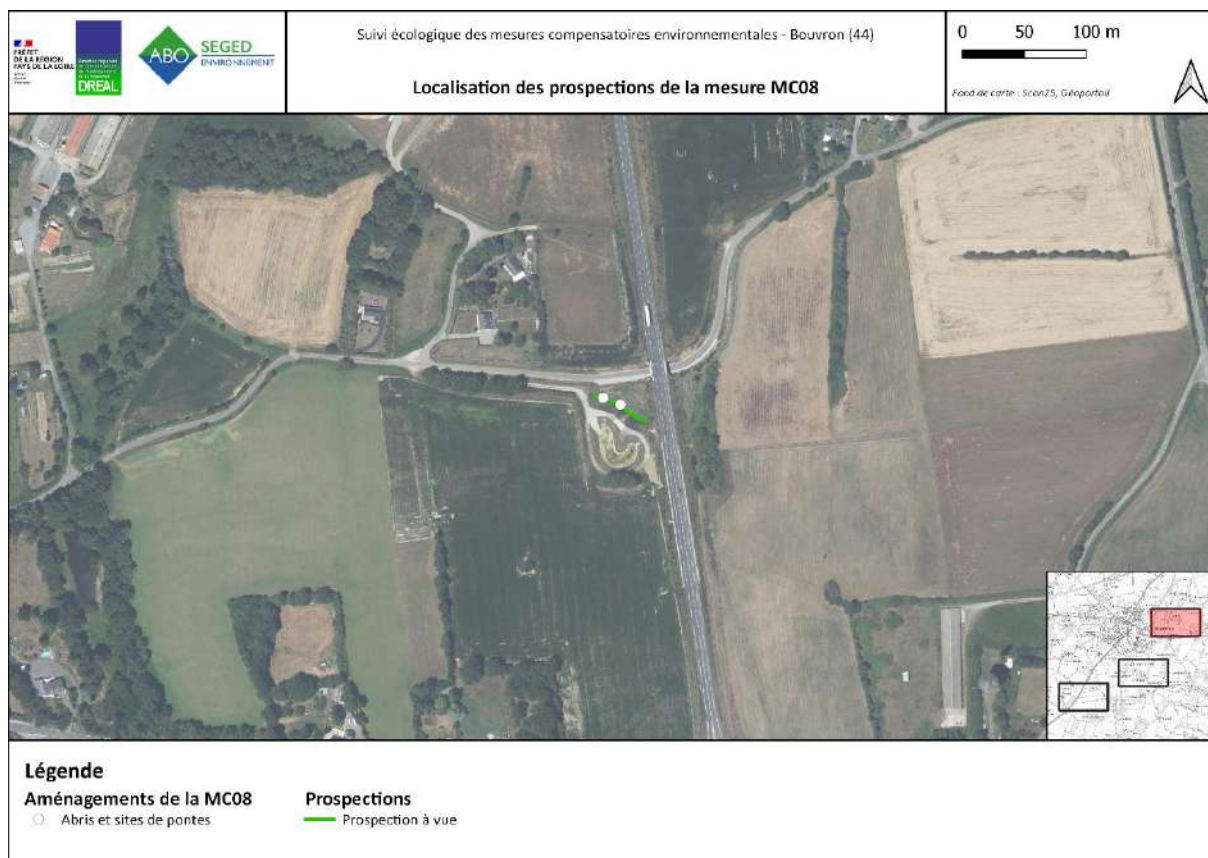 PRÉFET
DE LA RÉGION
PAYS DE LA LOIRE
DREAL
ABO
SEGED
ENVIRONNEMENT
Suivi écologique des mesures compensatoires environnementales - Bouvron (44)
Localisation des prospections de la mesure MC08
0 50 100 m
Fond de carte : Scan25, Géoportail
Légende
Aménagements de la MC08
Abris et sites de pontes
Prospections
Prospection à vue